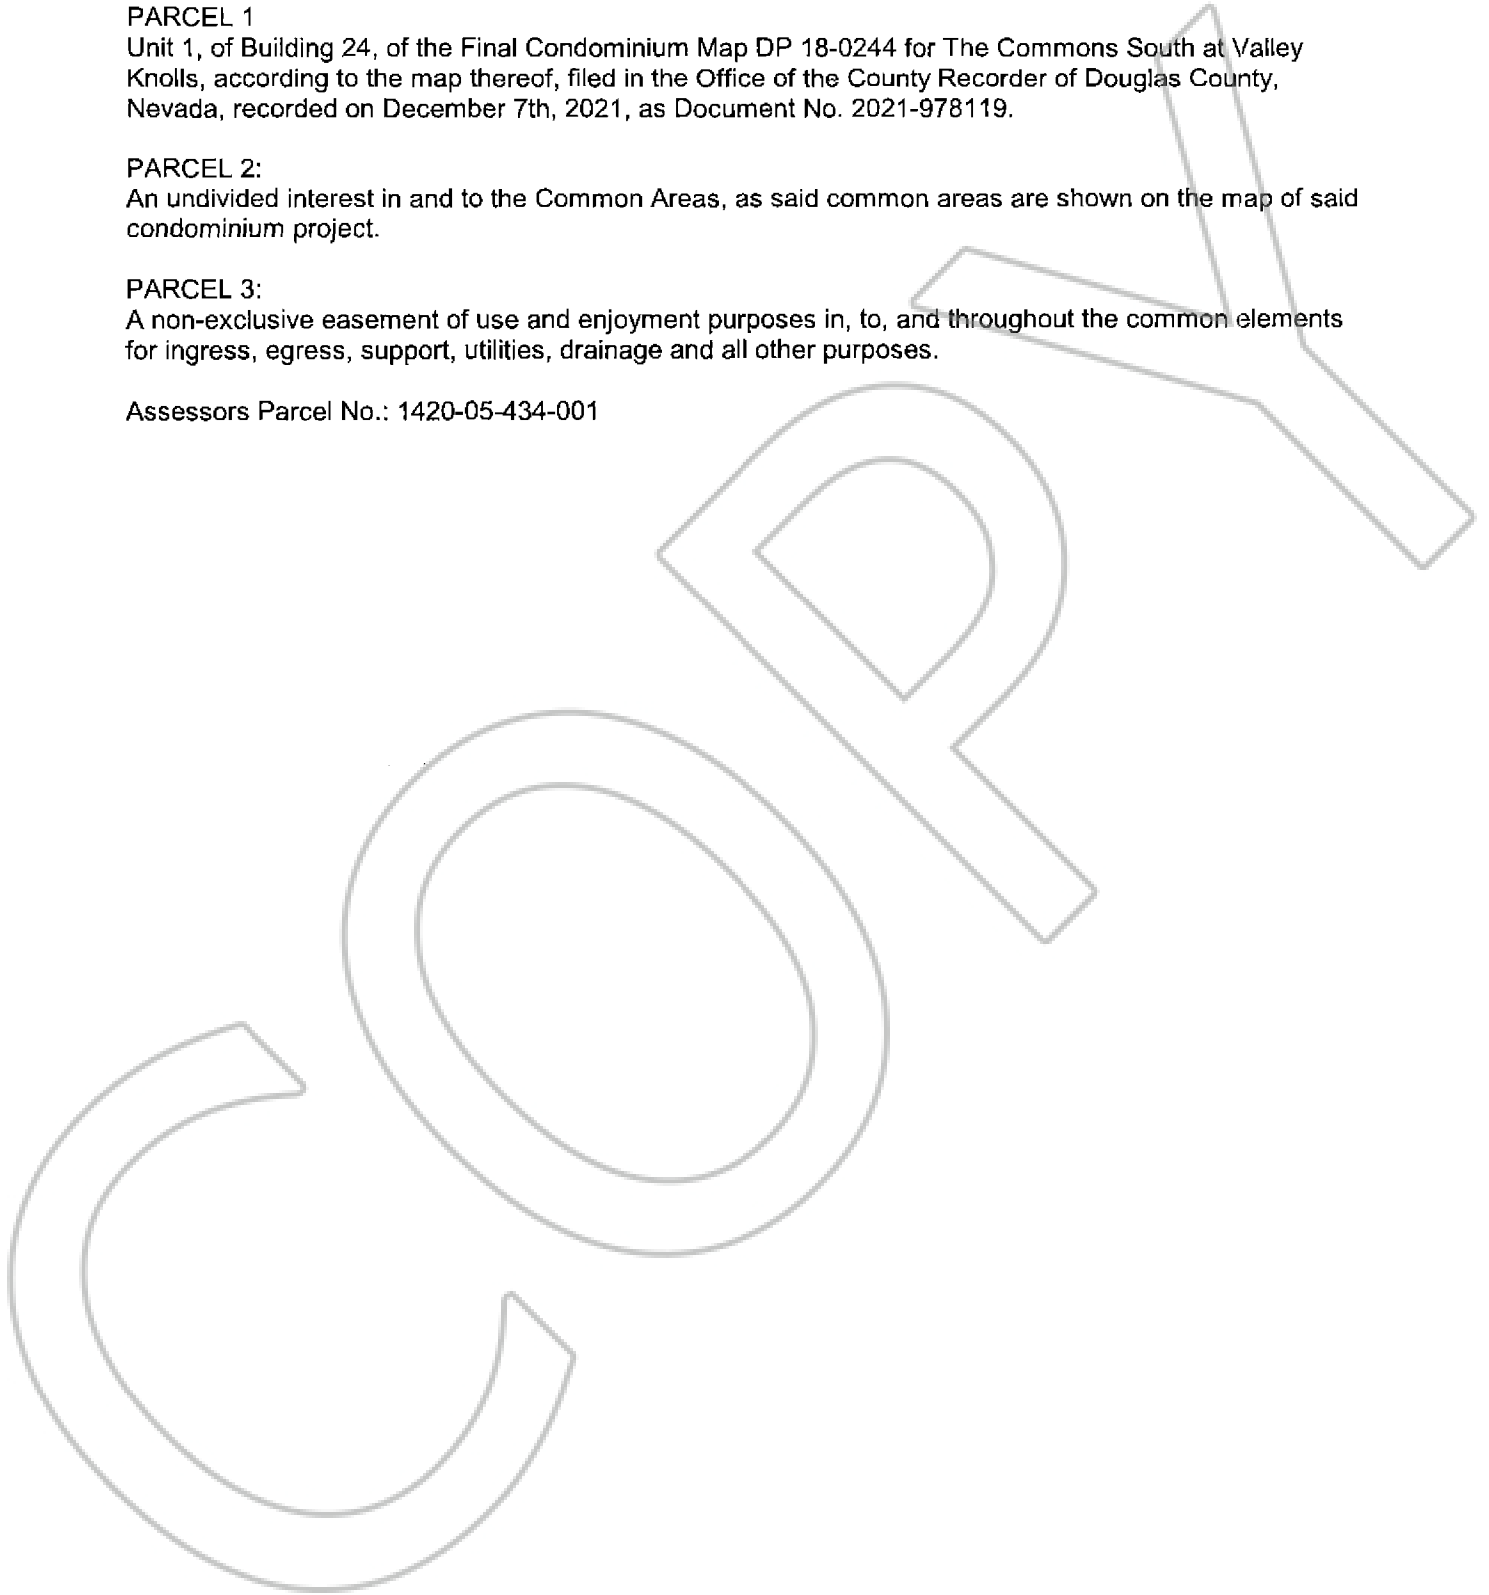 PARCEL 1
Unit 1, of Building 24, of the Final Condominium Map DP 18-0244 for The Commons South at Valley
Knolls, according to the map thereof, filed in the Office of the County Recorder of Douglas County,
Nevada, recorded on December 7th, 2021, as Document No. 2021-978119.
PARCEL 2:
An undivided interest in and to the Common Areas, as said common areas are shown on the map of said
condominium project.
PARCEL 3:
A non-exclusive easement of use and enjoyment purposes in, to, and throughout the common elements
for ingress, egress, support, utilities, drainage and all other purposes.
Assessors Parcel No.: 1420-05-434-001
COPY